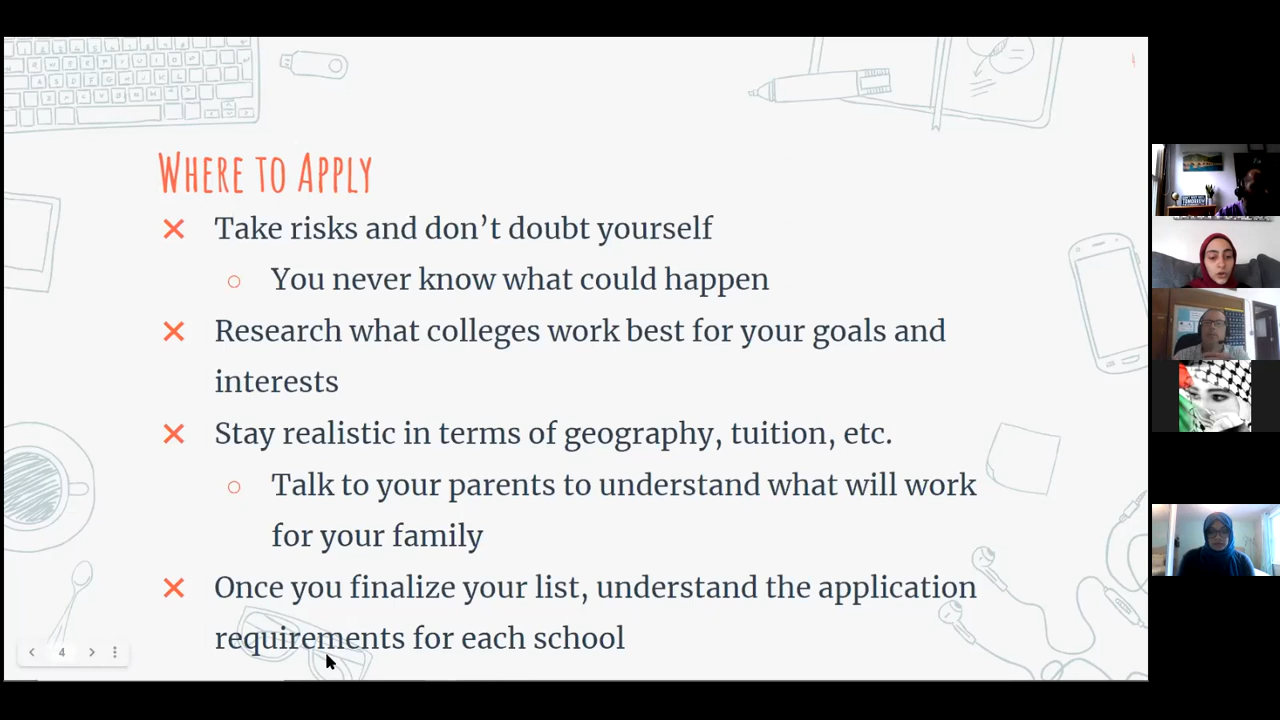 WHERE TO APPLY
Take risks and don’t doubt yourself
You never know what could happen
Research what colleges work best for your goals and
interests
Stay realistic in terms of geography, tuition, etc.
Talk to your parents to understand what will work
for your family
Once you finalize your list, understand the application
requirements for each school
4
TOMORROW